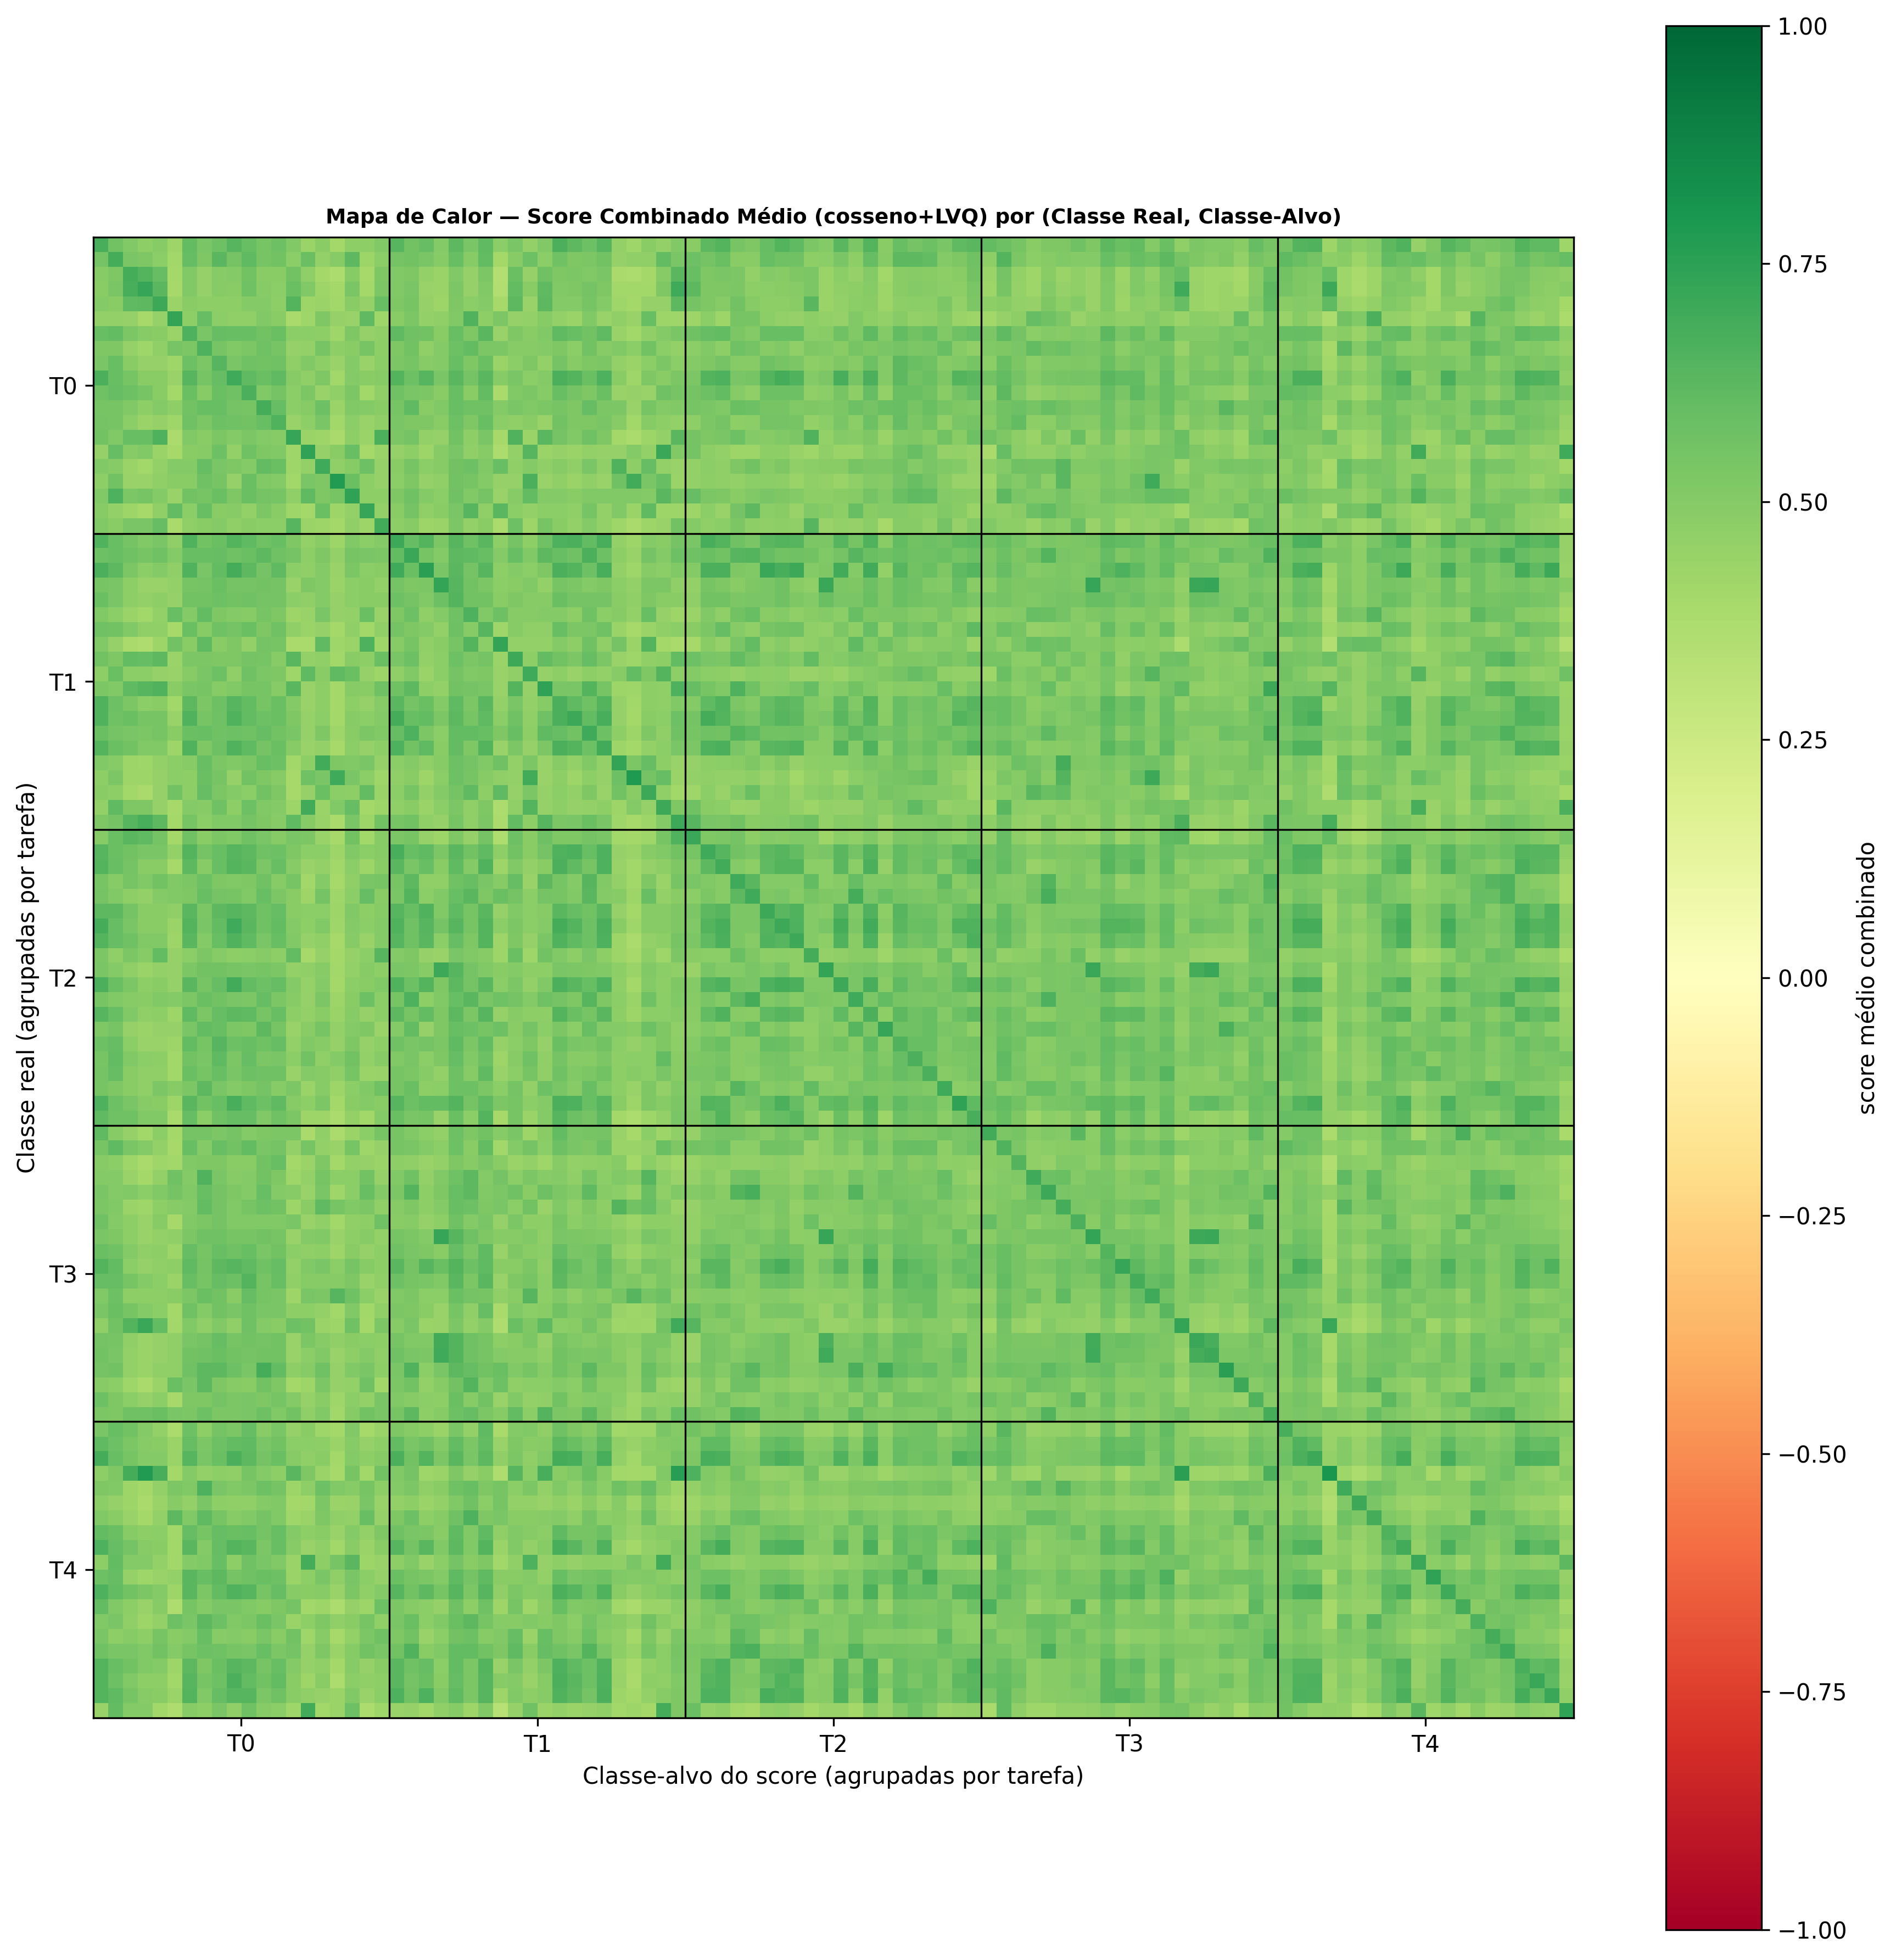 Mapa de Calor — Score Combinado Médio (cosseno+LVQ) por (Classe Real, Classe-Alvo)
Classe real (agrupadas por tarefa)
T0
T1
T2
T3
T4
T0 T1 T2 T3 T4
Classe-alvo do score (agrupadas por tarefa)
1.00
0.75
0.50
0.25
0.00
−0.25
−0.50
−0.75
−1.00
score médio combinado